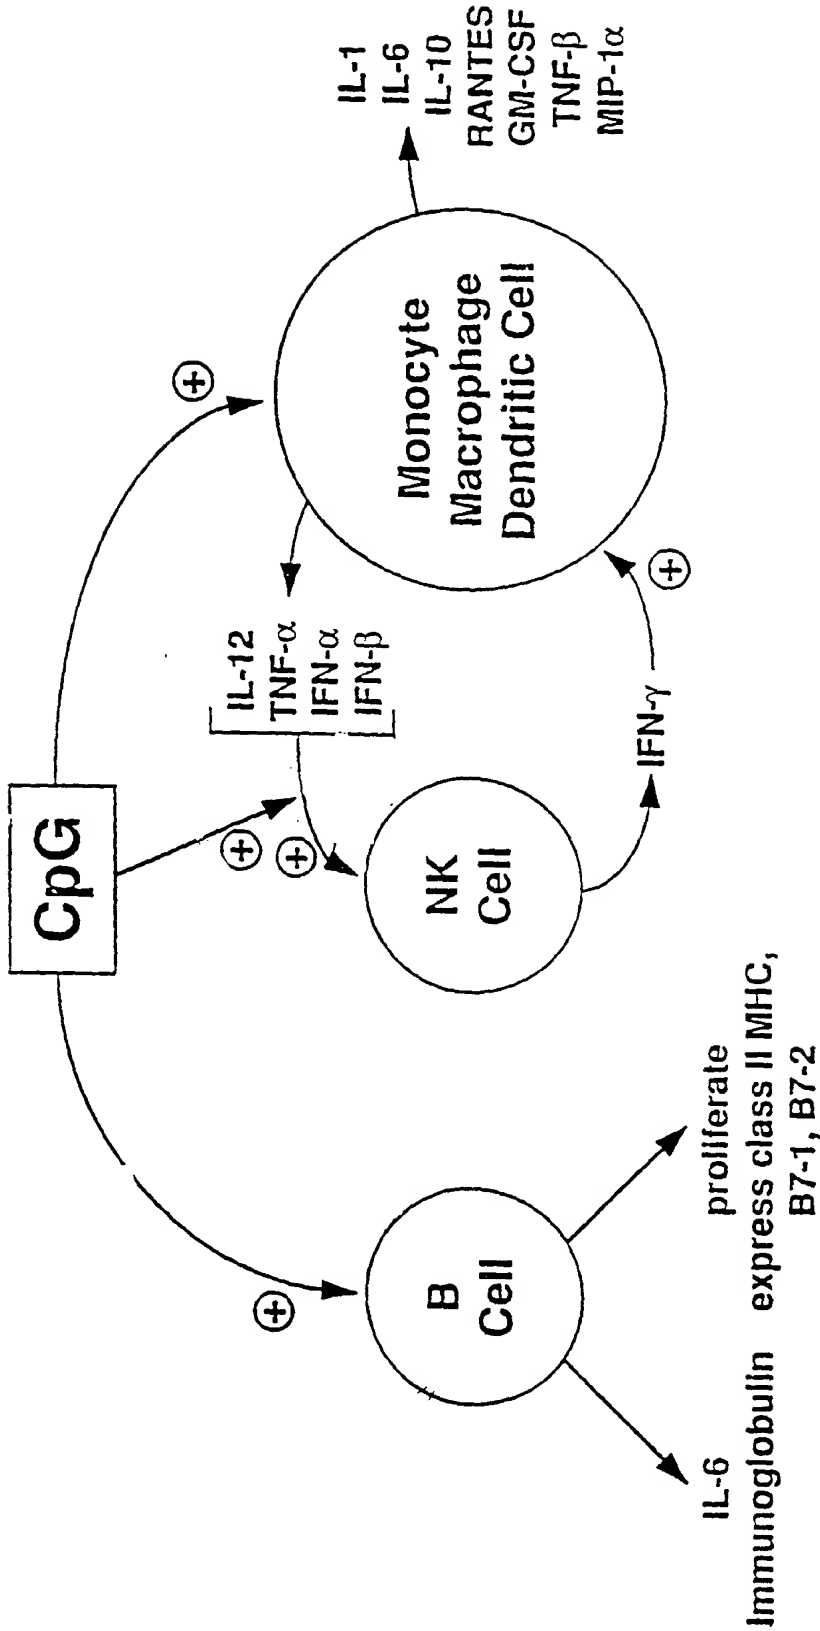 CpG
+
+
+
+
IL-12
TNF-α
IFN-α
IFN-β
IL-1
IL-6
IL-10
RANTES
GM-CSF
TNF-β
MIP-1α
B
Cell
NK
Cell
Monocyte
Macrophage
Dendritic Cell
+
IFN-γ
IL-6
Immunoglobulin
proliferate
express class II MHC,
B7-1, B7-2